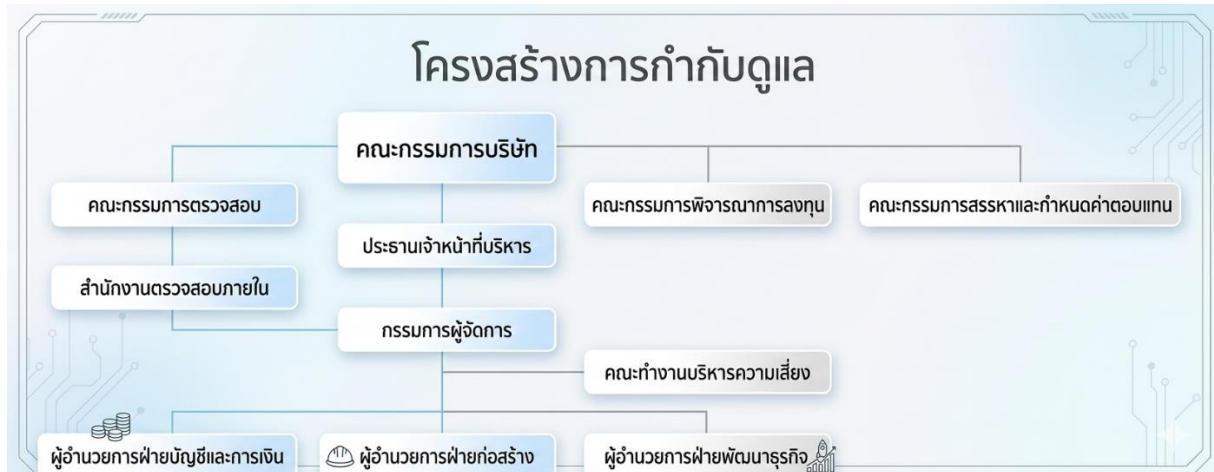 โครงสร้างการกำกับดูแล
คณะกรรมการบริษัท
คณะกรรมการตรวจสอบ
คณะกรรมการพิจารณาการลงทุน
คณะกรรมการสรรหาและกำหนดค่าตอบแทน
ประธานเจ้าหน้าที่บริหาร
สำนักงานตรวจสอบภายใน
กรรมการผู้จัดการ
คณะทำงานบริหารความเสี่ยง
ผู้อำนวยการฝ่ายบัญชีและการเงิน
ผู้อำนวยการฝ่ายก่อสร้าง
ผู้อำนวยการฝ่ายพัฒนาธุรกิจ